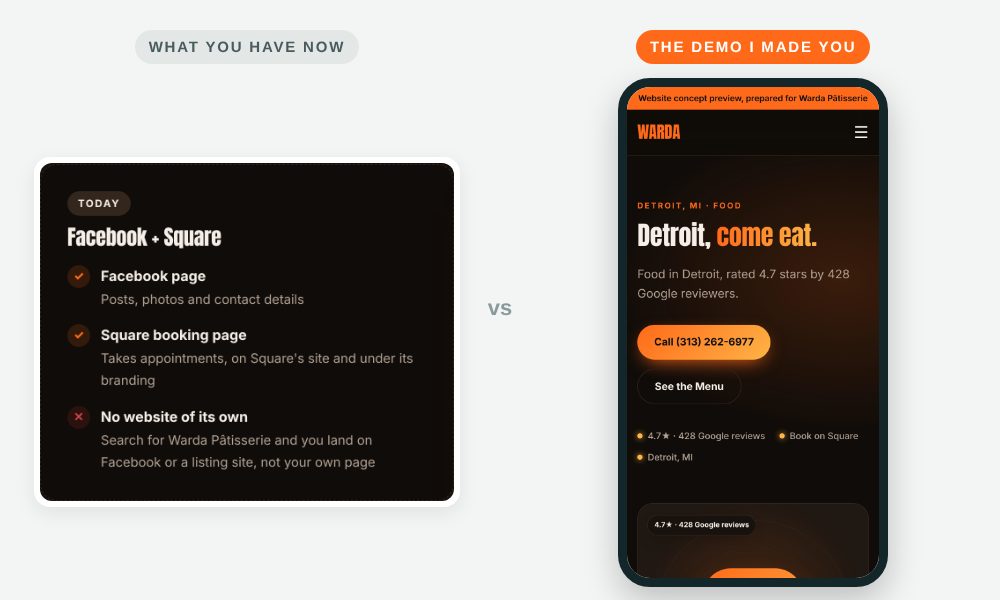 WHAT YOU HAVE NOW
TODAY
Facebook + Square
Facebook page
Posts, photos and contact details
Square booking page
Takes appointments, on Square's site and under its
branding
No website of its own
Search for Warda Pâtisserie and you land on
Facebook or a listing site, not your own page
vs
THE DEMO I MADE YOU
Website concept preview, prepared for Warda Pâtisserie
WARDA
DETROIT, MI · FOOD
Detroit, come eat.
Food in Detroit, rated 4.7 stars by 428
Google reviewers.
Call (313) 262-6977
See the Menu
4.7★ · 428 Google reviews
Book on Square
Detroit, MI
4.7★ · 428 Google reviews